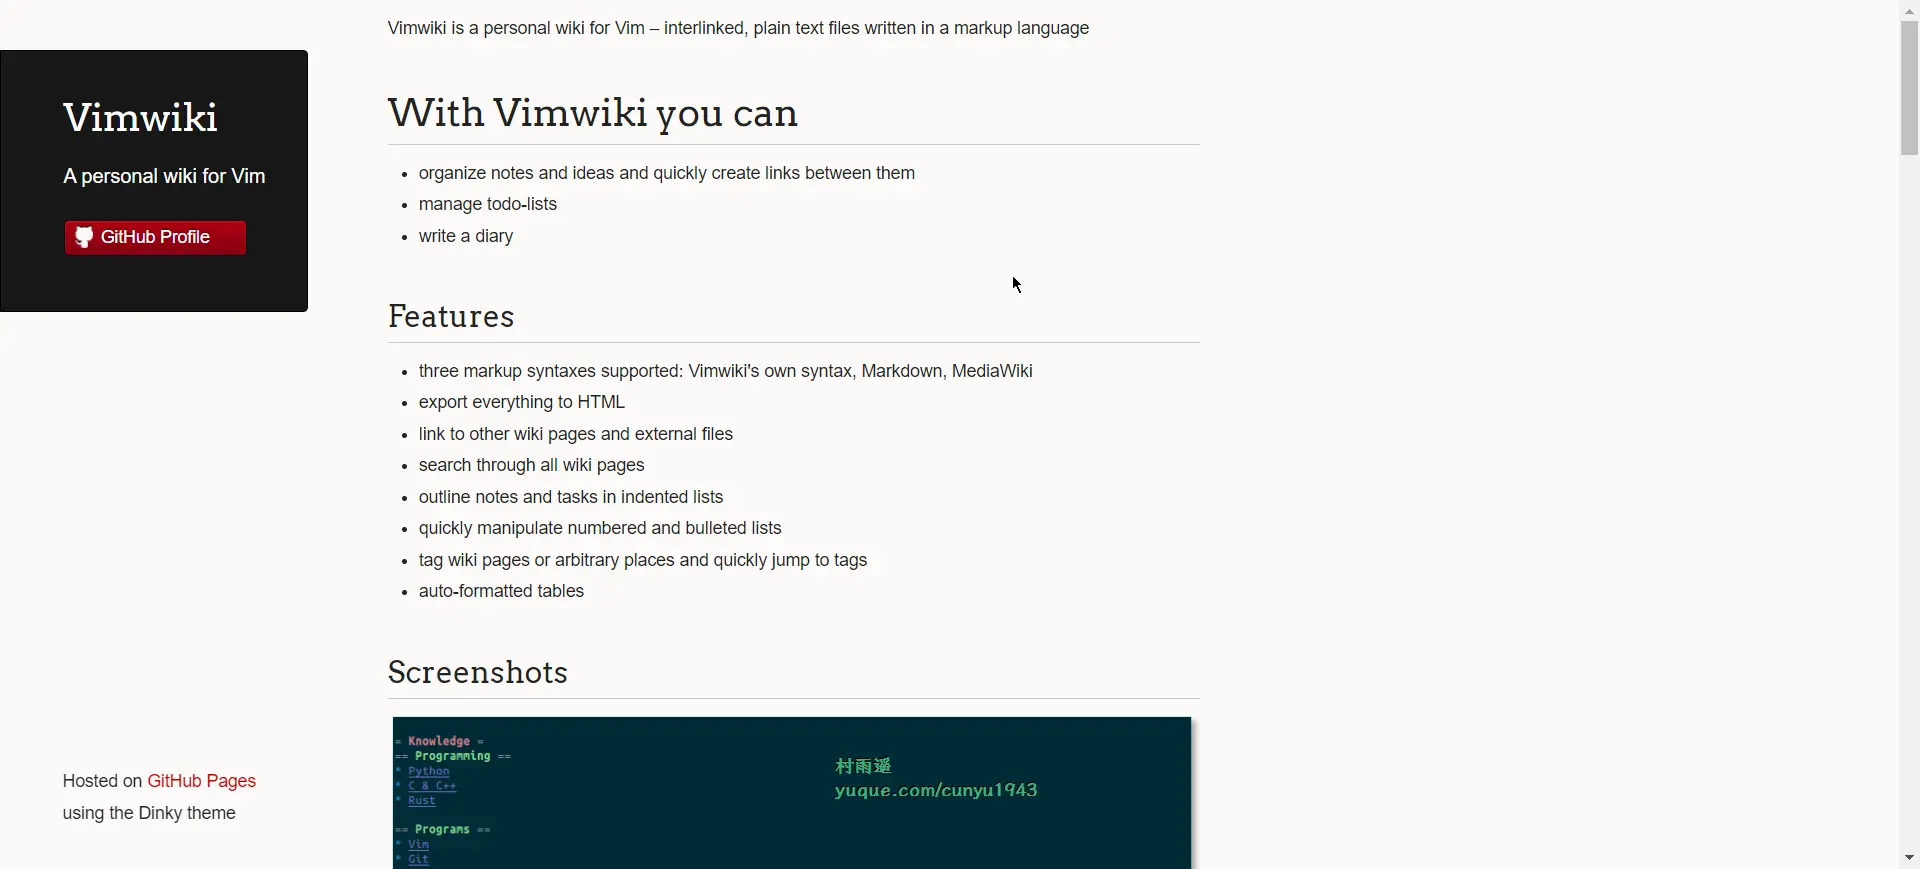 Vimwiki is a personal wiki for Vim – interlinked, plain text files written in a markup language
Vimwiki
A personal wiki for Vim
GitHub Profile
With Vimwiki you can
• organize notes and ideas and quickly create links between them
• manage todo-lists
• write a diary
Features
• three markup syntaxes supported: Vimwiki's own syntax, Markdown, MediaWiki
• export everything to HTML
• link to other wiki pages and external files
• search through all wiki pages
• outline notes and tasks in indented lists
• quickly manipulate numbered and bulleted lists
• tag wiki pages or arbitrary places and quickly jump to tags
• auto-formatted tables
Screenshots
= Knowledge =
== Programming ==
* Python
* C & C++
* Rust
== Programs ==
* Vim
* Git
村雨遥
yuque.com/cunyu1943
Hosted on GitHub Pages
using the Dinky theme